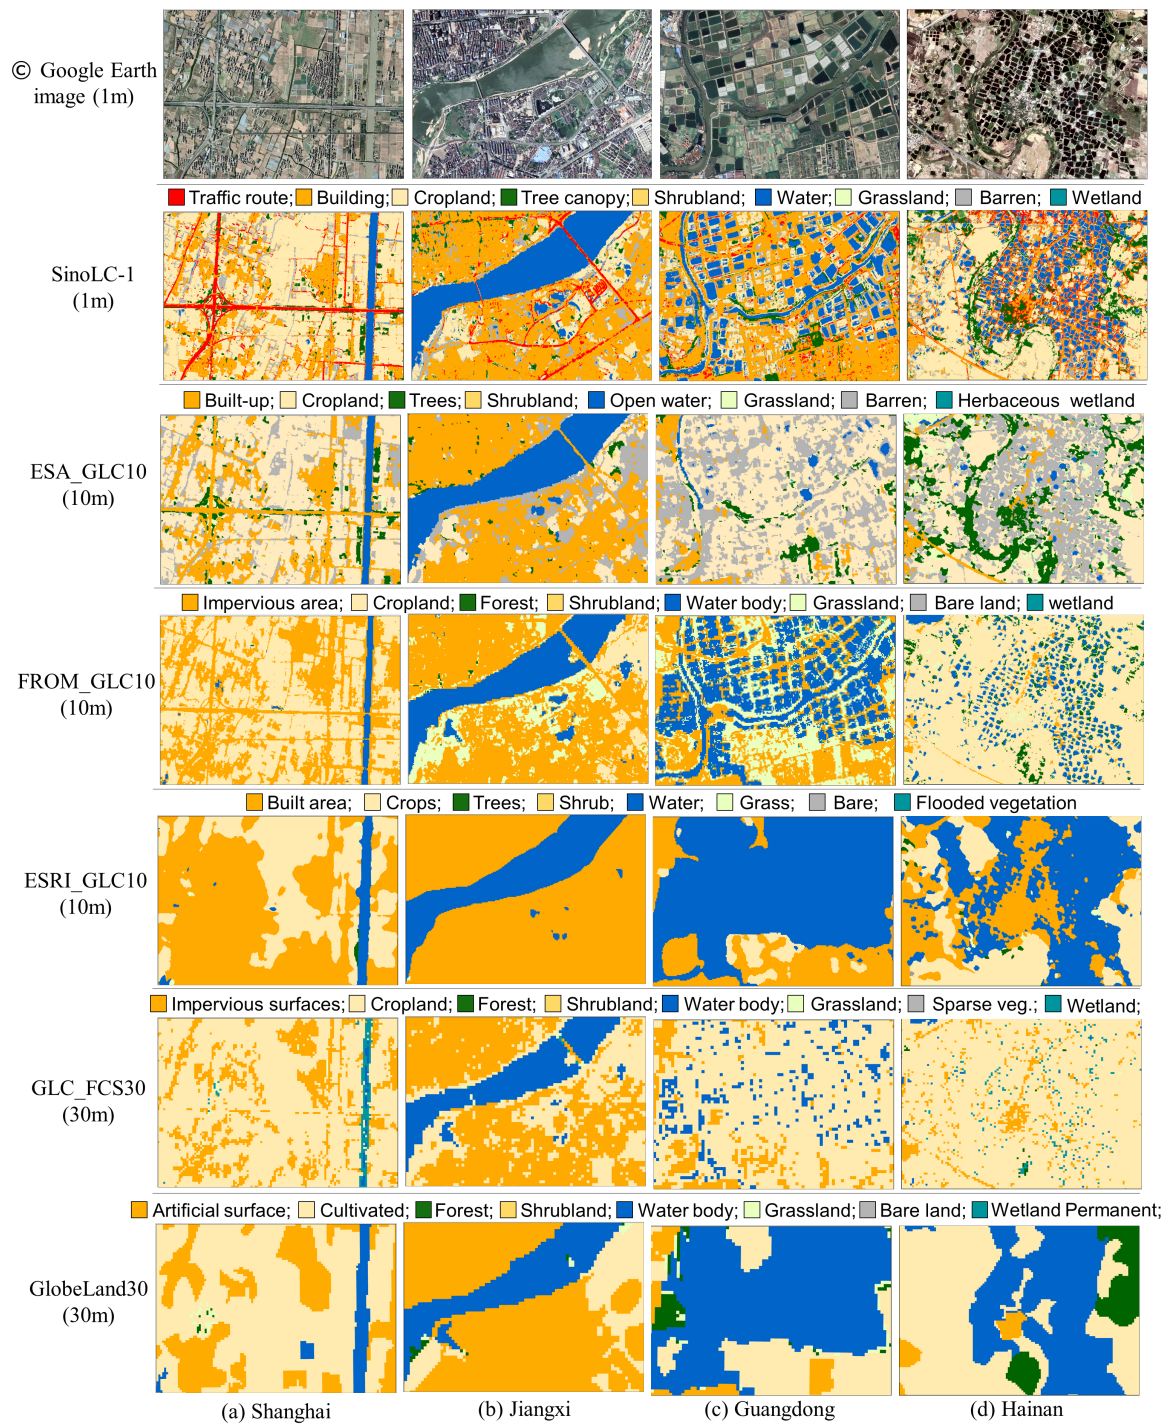 © Google Earth
image (1m)
Traffic route; Building; Cropland; Tree canopy; Shrubland; Water; Grassland; Barren; Wetland
SinoLC-1
(1m)
Built-up; Cropland; Trees; Shrubland; Open water; Grassland; Barren; Herbaceous wetland
ESA_GLC10
(10m)
Impervious area; Cropland; Forest; Shrubland; Water body; Grassland; Bare land; wetland
FROM_GLC10
(10m)
Built area; Crops; Trees; Shrub; Water; Grass; Bare; Flooded vegetation
ESRI_GLC10
(10m)
Impervious surfaces; Cropland; Forest; Shrubland; Water body; Grassland; Sparse veg.; Wetland;
GLC_FCS30
(30m)
Artificial surface; Cultivated; Forest; Shrubland; Water body; Grassland; Bare land; Wetland Permanent;
GlobeLand30
(30m)
(a) Shanghai (b) Jiangxi (c) Guangdong (d) Hainan